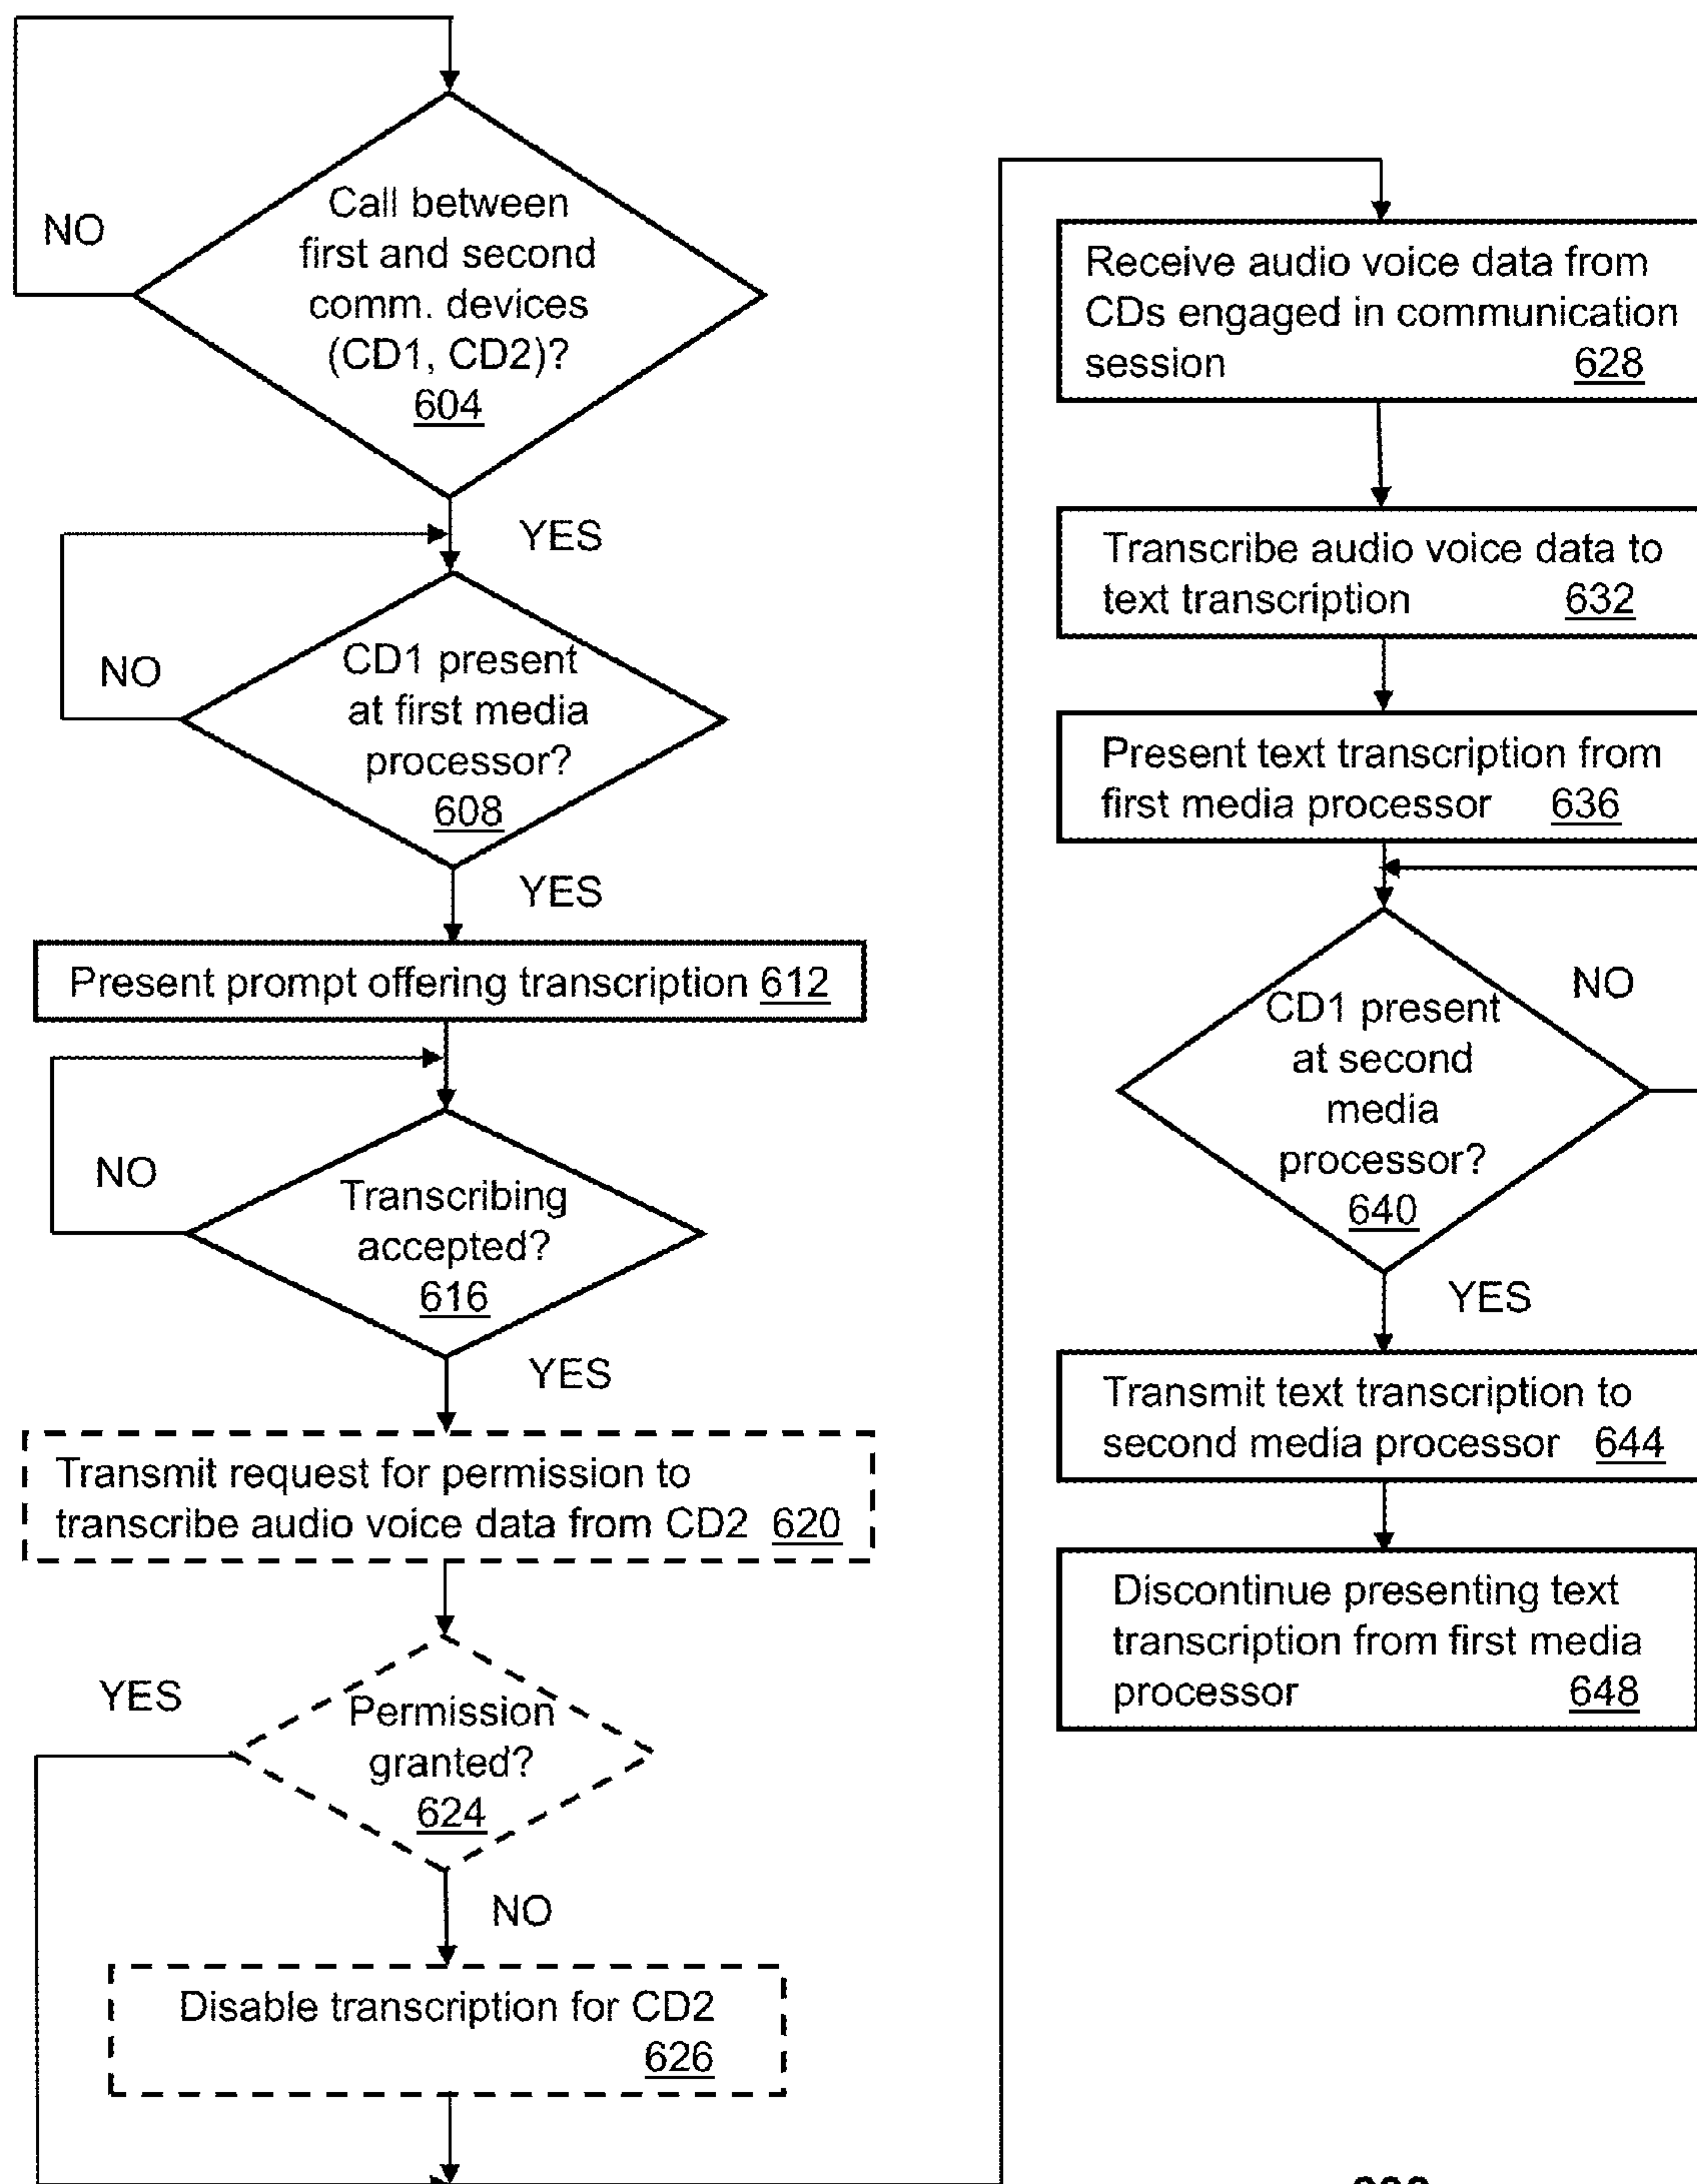 NO
Call between
first and second
comm. devices
(CD1, CD2)?
604
YES
NO
CD1 present
at first media
processor?
608
YES
Present prompt offering transcription 612
NO
Transcribing
accepted?
616
YES
Transmit request for permission to
transcribe audio voice data from CD2 620
YES
Permission
granted?
624
NO
Disable transcription for CD2
626
Receive audio voice data from
CDs engaged in communication
session 628
Transcribe audio voice data to
text transcription 632
Present text transcription from
first media processor 636
NO
CD1 present
at second
media
processor?
640
YES
Transmit text transcription to
second media processor 644
Discontinue presenting text
transcription from first media
processor 648